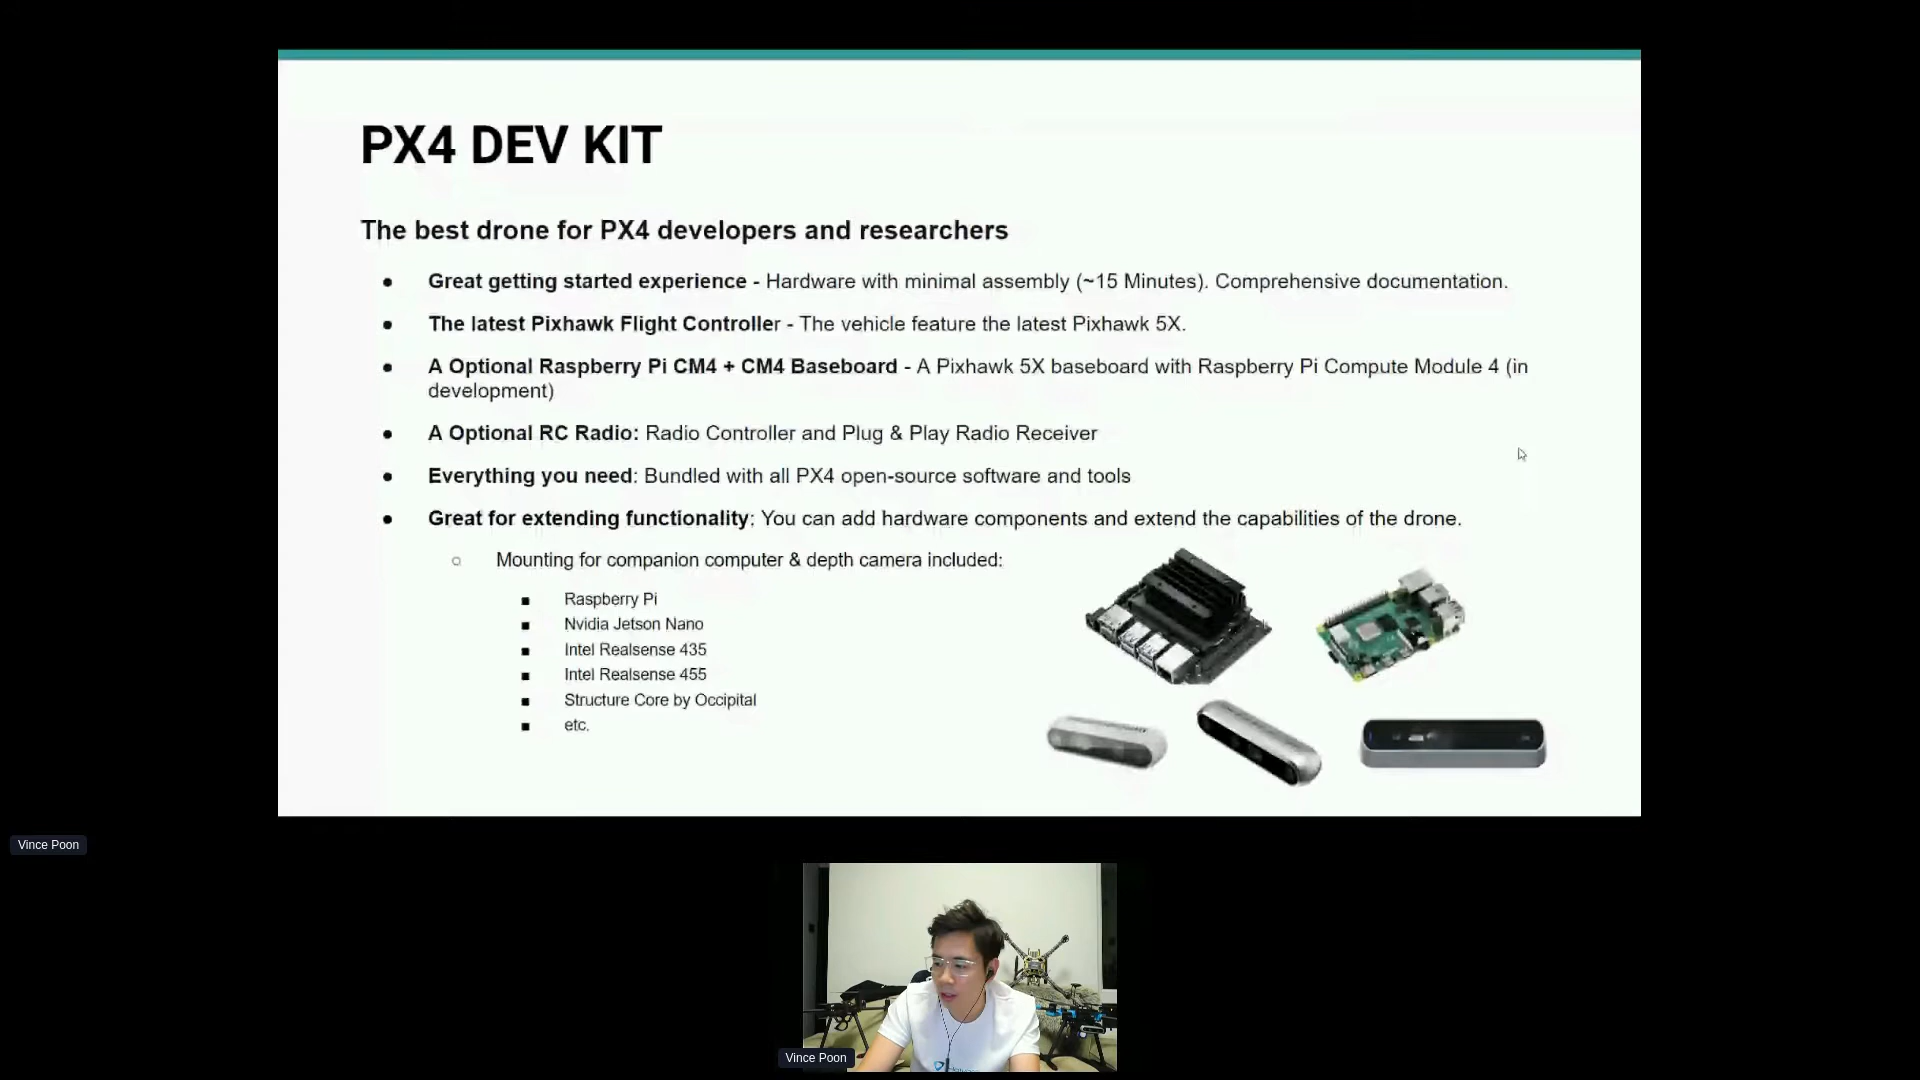 PX4 DEV KIT
The best drone for PX4 developers and researchers
● Great getting started experience - Hardware with minimal assembly (~15 Minutes). Comprehensive documentation.
● The latest Pixhawk Flight Controller - The vehicle feature the latest Pixhawk 5X.
● A Optional Raspberry Pi CM4 + CM4 Baseboard - A Pixhawk 5X baseboard with Raspberry Pi Compute Module 4 (in
development)
● A Optional RC Radio: Radio Controller and Plug & Play Radio Receiver
● Everything you need: Bundled with all PX4 open-source software and tools
● Great for extending functionality: You can add hardware components and extend the capabilities of the drone.
○ Mounting for companion computer & depth camera included:
■ Raspberry Pi
■ Nvidia Jetson Nano
■ Intel Realsense 435
■ Intel Realsense 455
■ Structure Core by Occipital
■ etc.
Vince Poon
Vince Poon